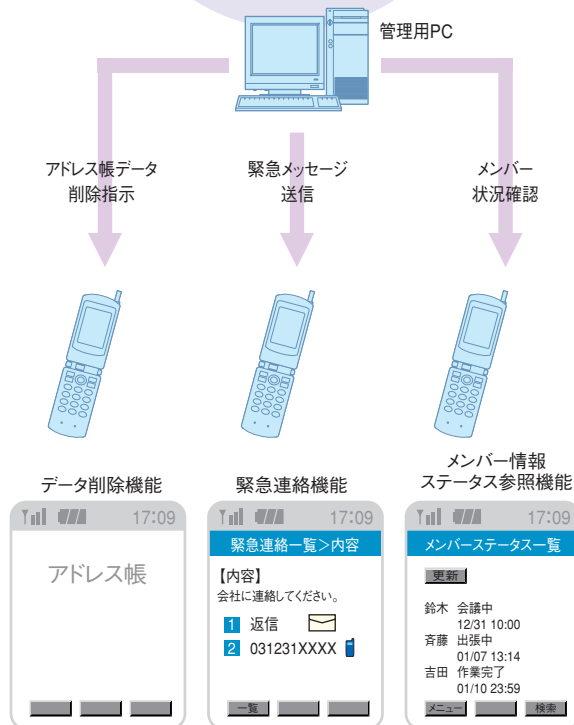 管理用PC
アドレス帳データ
削除指示
緊急メッセージ
送信
メンバー
状況確認
データ削除機能
17:09
アドレス帳
緊急連絡機能
17:09
緊急連絡一覧>内容
【内容】
会社に連絡してください。
1 返信
2 031231XXXX
一覧
メンバー情報
ステータス参照機能
17:09
メンバーステータス一覧
更新
鈴木 会議中
12/31 10:00
斉藤 出張中
01/07 13:14
吉田 作業完了
01/10 23:59
メニュー 検索